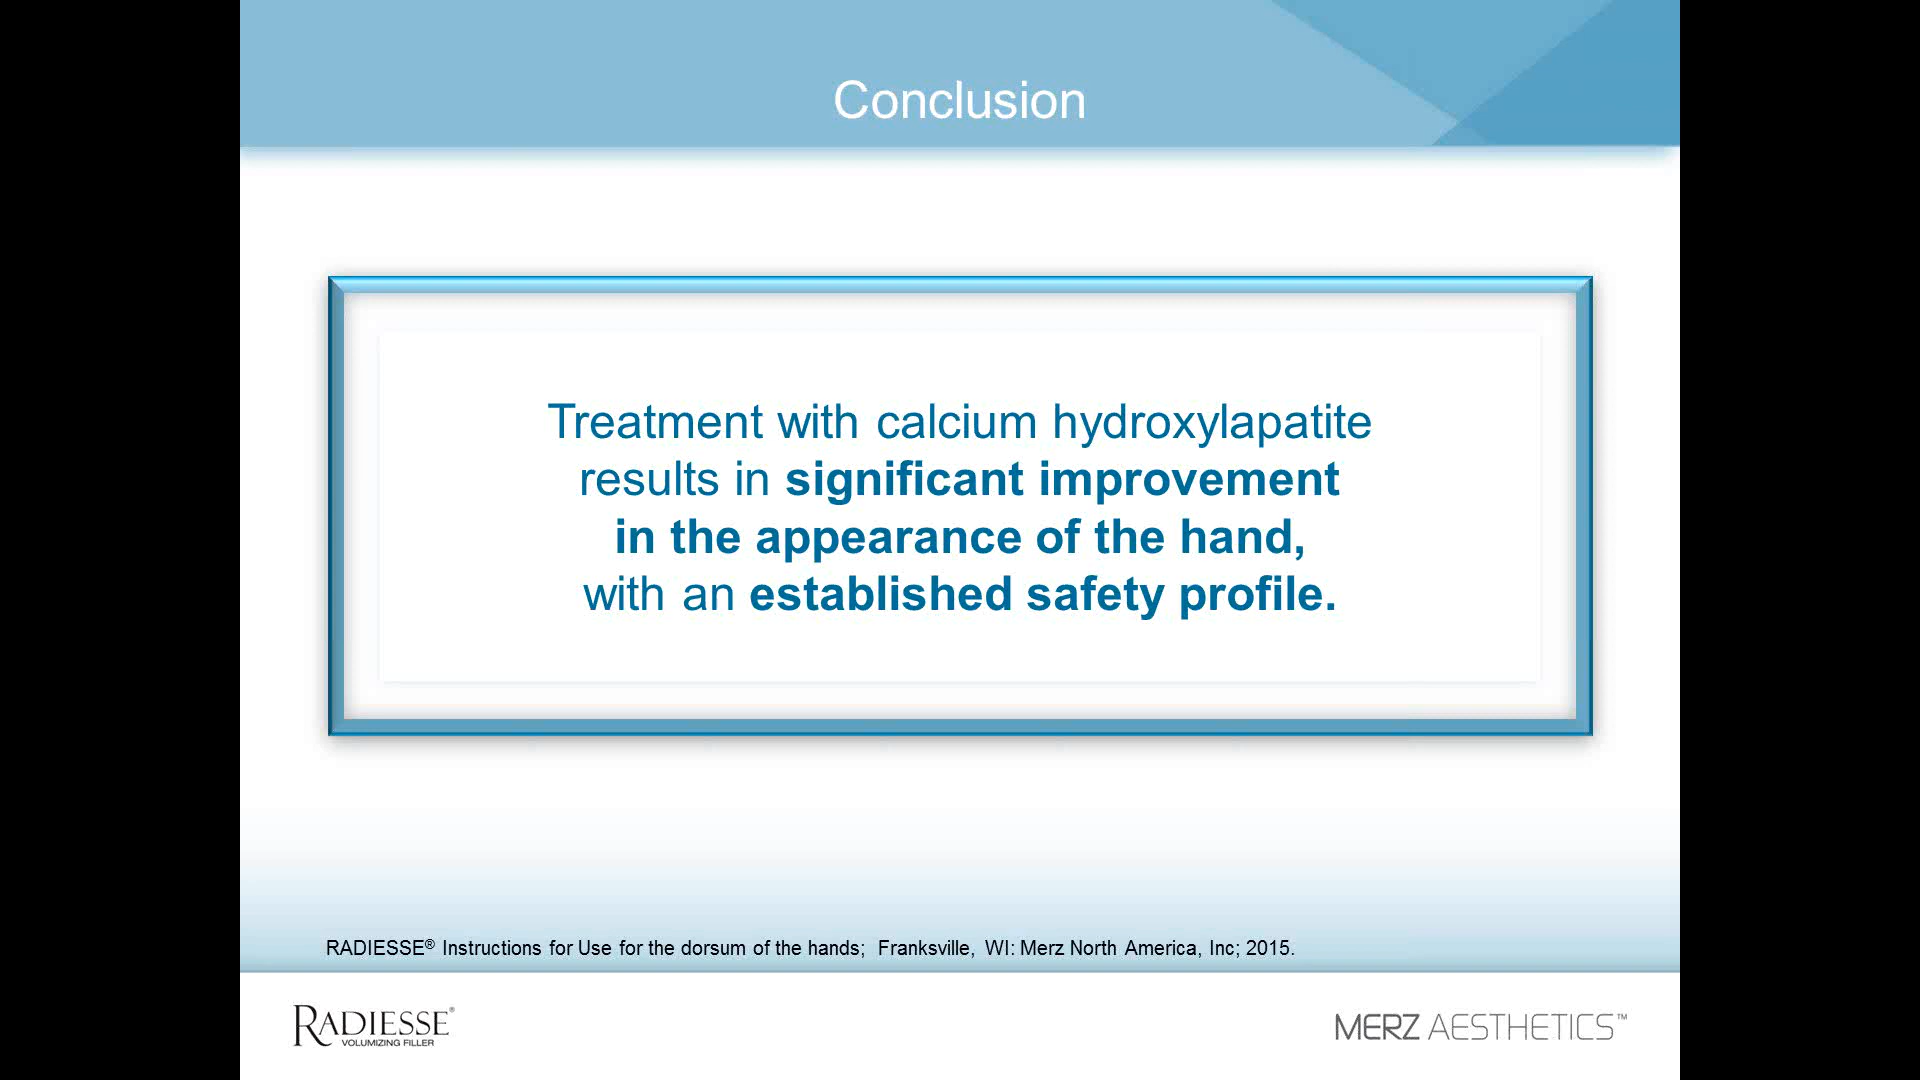 Conclusion
Treatment with calcium hydroxylapatite
results in significant improvement
in the appearance of the hand,
with an established safety profile.
RADIESSE® Instructions for Use for the dorsum of the hands; Franksville, WI: Merz North America, Inc; 2015.
RADIESSE®
VOLUMIZING FILLER
MERZ AESTHETICS™